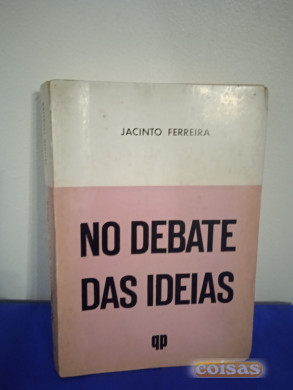 JACINTO FERREIRA
NO DEBATE
DAS IDEIAS
qp
coisas